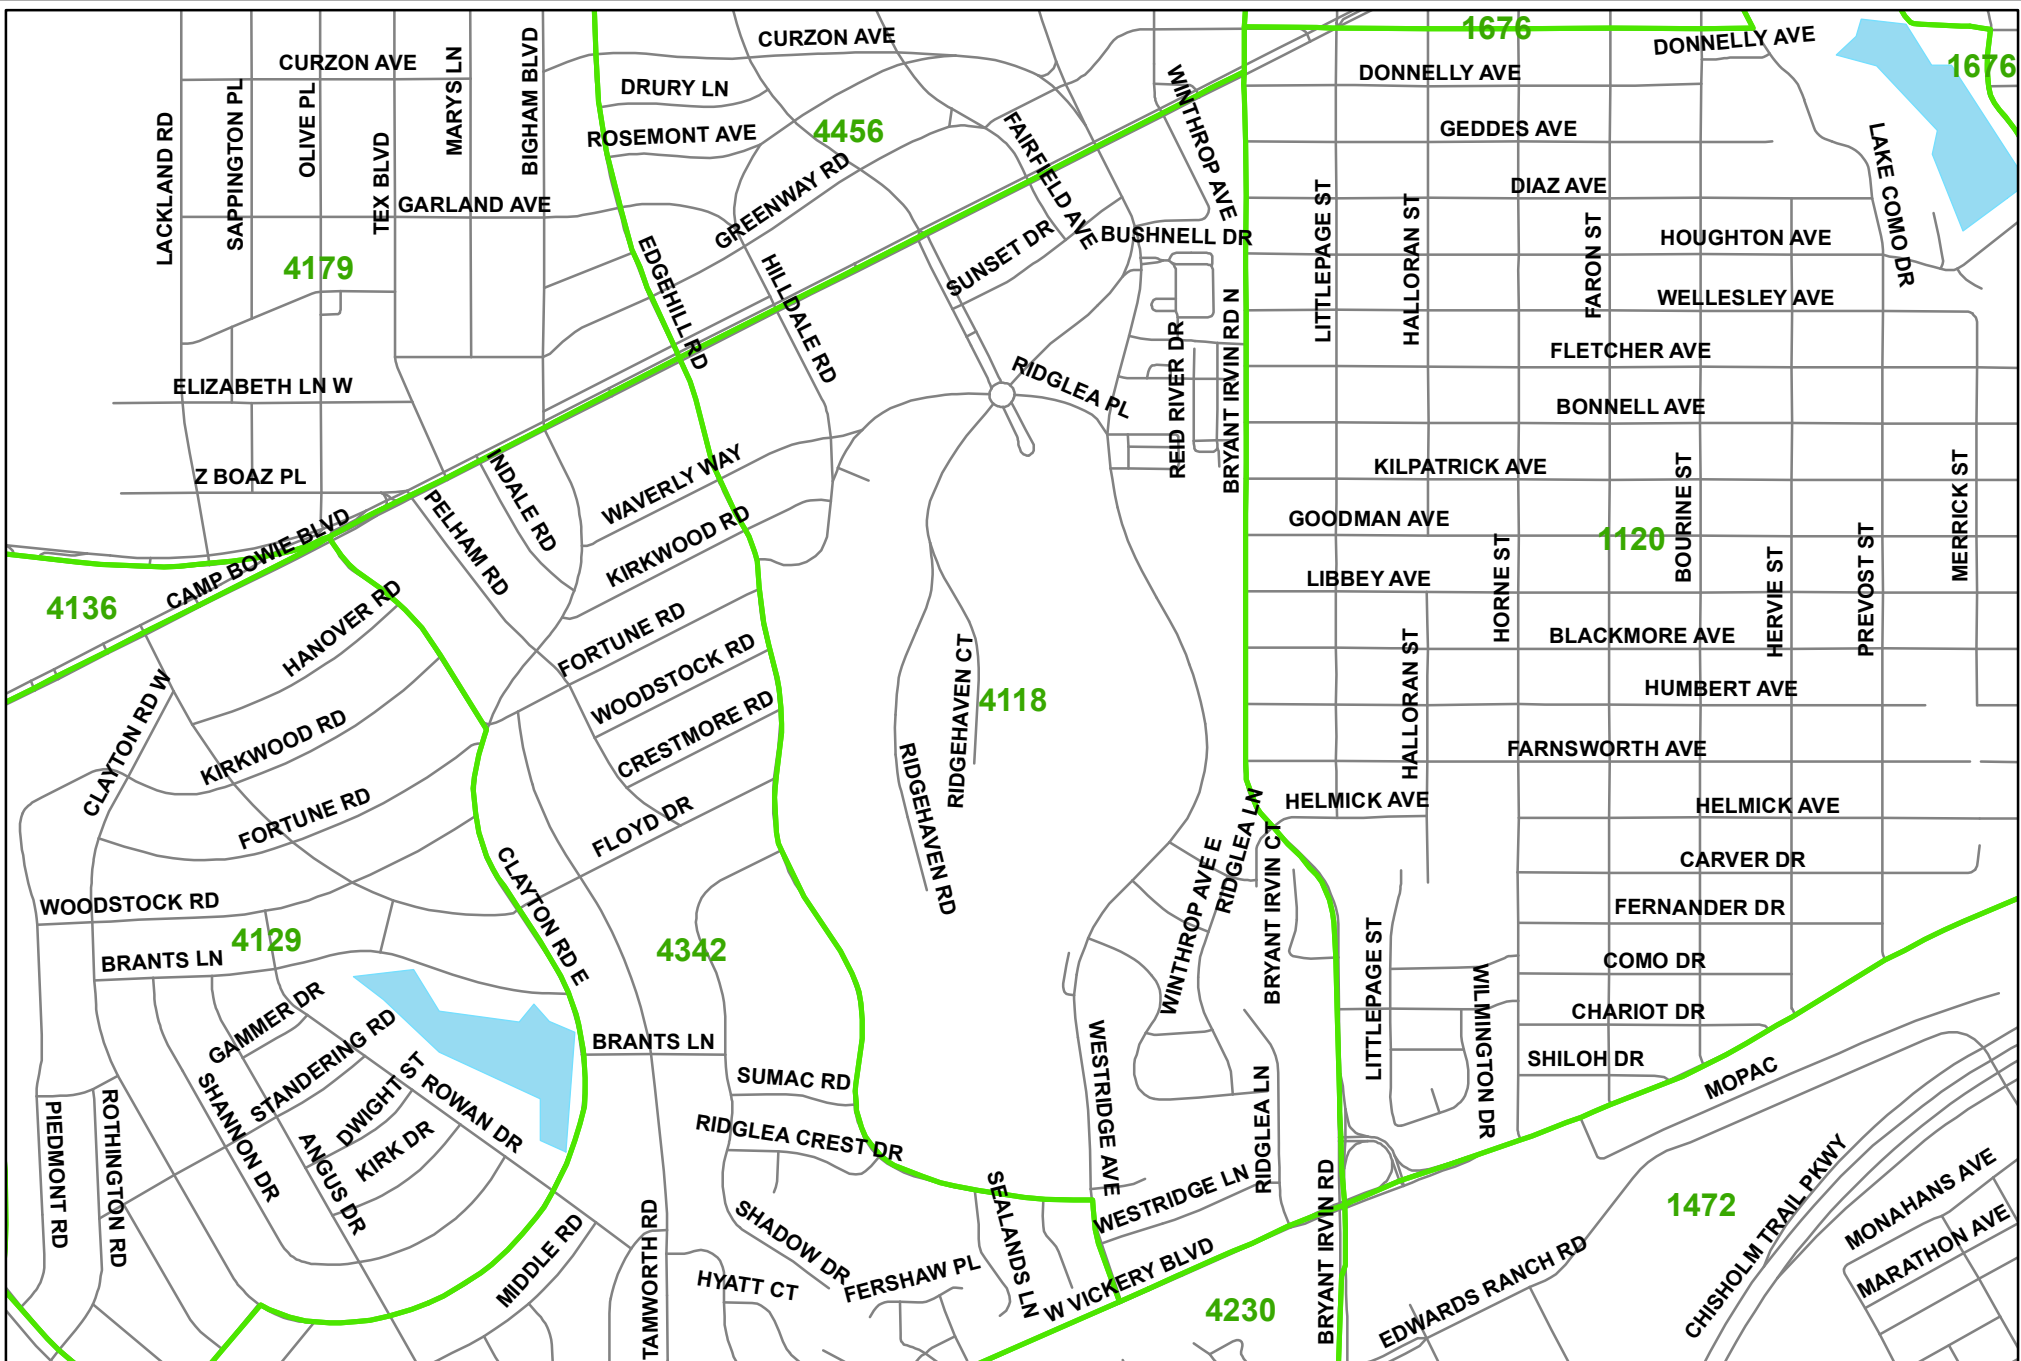 1676
CURZON AVE
DONNELLY AVE
CURZON AVE
1676
DONNELLY AVE
DRURY LN
MARYS LN
BIGHAM BLVD
OLIVE PL
SAPPINGTON PL
LACKLAND RD
TEX BLVD
ROSEMONT AVE
4456
WINTHROP AVE
GEDDES AVE
FAIRFIELD AVE
LAKE COMO DR
GREENWAY RD
DIAZ AVE
GARLAND AVE
LITTLEPAGE ST
HALLORAN ST
FARON ST
BUSHNELL DR
HOUGHTON AVE
4179
EDGEHILL RD
HILLDALE RD
SUNSET DR
WELLESLEY AVE
BRYANT IRVIN RD N
RED RIVER DR
FLETCHER AVE
ELIZABETH LN W
RIDGLEA PL
BONNELL AVE
Z BOAZ PL
INDALE RD
WAVERLY WAY
KILPATRICK AVE
BOURINE ST
MERRICK ST
PELHAM RD
CAMP BOWIE BLVD
KIRKWOOD RD
GOODMAN AVE
1120
HORNE ST
HERVIE ST
PREVOST ST
4136
HANOVER RD
LIBBEY AVE
FORTUNE RD
BLACKMORE AVE
WOODSTOCK RD
RIDGEHAVEN CT
4118
HALLORAN ST
HUMBERT AVE
CLAYTON RD W
KIRKWOOD RD
CRESTMORE RD
RIDGEHAVEN RD
FARNSWORTH AVE
FORTUNE RD
FLOYD DR
RIDGLEA LN
HELMICK AVE
HELMICK AVE
CLAYTON RD E
WINTHROP AVE E
BRYANT IRVIN CT
CARVER DR
WOODSTOCK RD
FERNANDER DR
4129
4342
LITTLEPAGE ST
BRANTS LN
COMO DR
WILMINGTON DR
GAMMER DR
STANDERING RD
CHARIOT DR
BRANTS LN
WESTRIDGE AVE
SHILOH DR
DWIGHT ST
SUMAC RD
RIDGLEA LN
MOPAC
SHANNON DR
ROWAN DR
PIEDMONT RD
ROTHINGTON RD
ANGUS DR
KIRK DR
RIDGLEA CREST DR
SEALANDS LN
WESTRIDGE LN
BRYANT IRVIN RD
CHISHOLM TRAIL PKWY
MONAHANS AVE
1472
TAMWORTH RD
SHADOW DR
MIDDLE RD
W VICKERY BLVD
EDWARDS RANCH RD
MARATHON AVE
HYATT CT
FERSHAW PL
4230